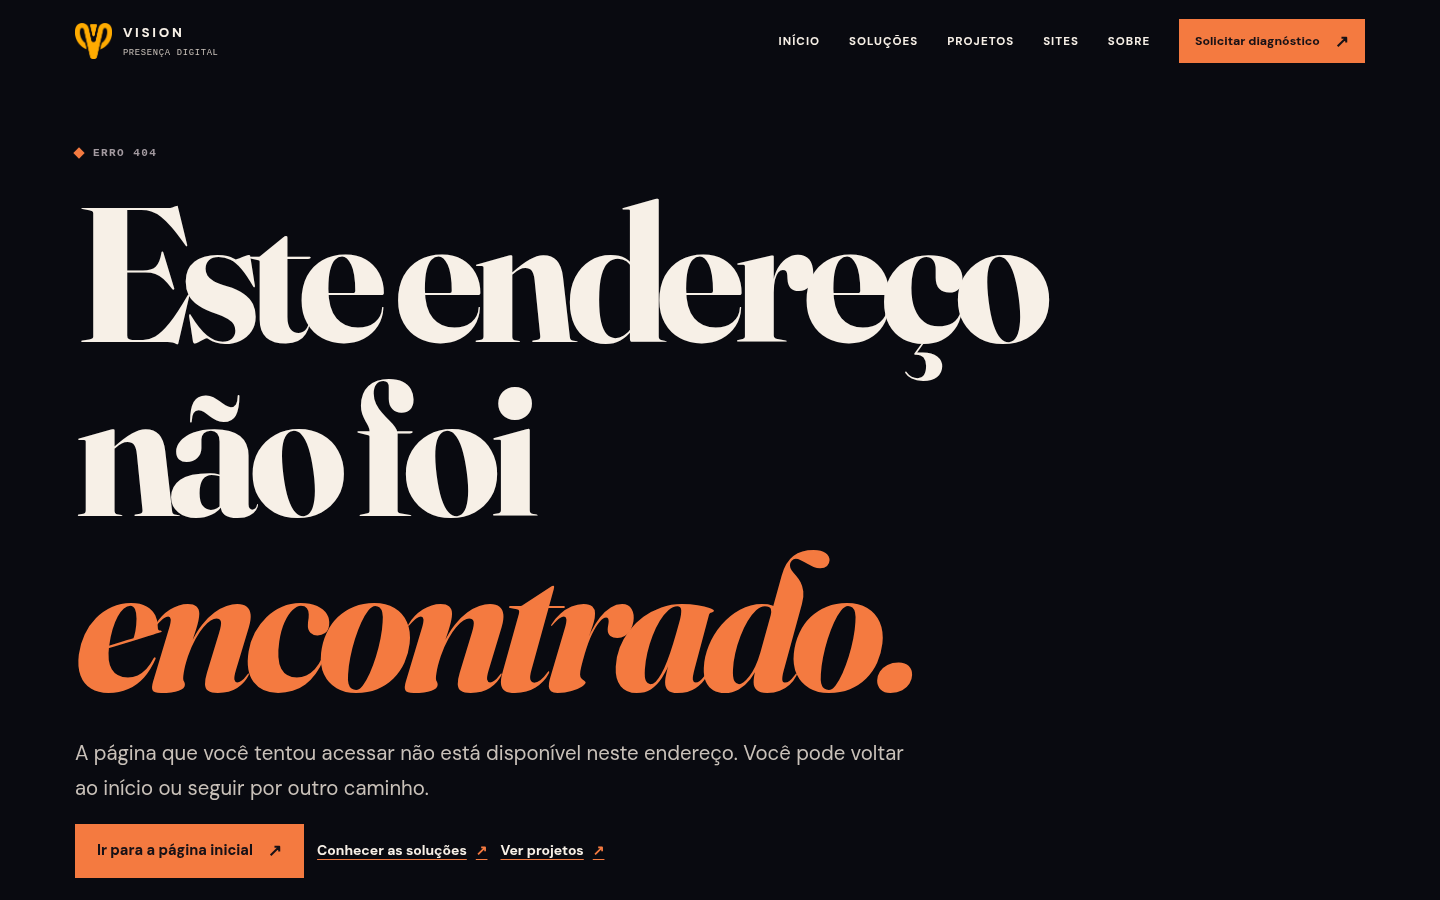 VISION
PRESENÇA DIGITAL
INÍCIO
SOLUÇÕES
PROJETOS
SITES
SOBRE
Solicitar diagnóstico ↗
ERRO 404
Este endereço
não foi
encontrado.
A página que você tentou acessar não está disponível neste endereço. Você pode voltar
ao início ou seguir por outro caminho.
Ir para a página inicial ↗
Conhecer as soluções ↗
Ver projetos ↗